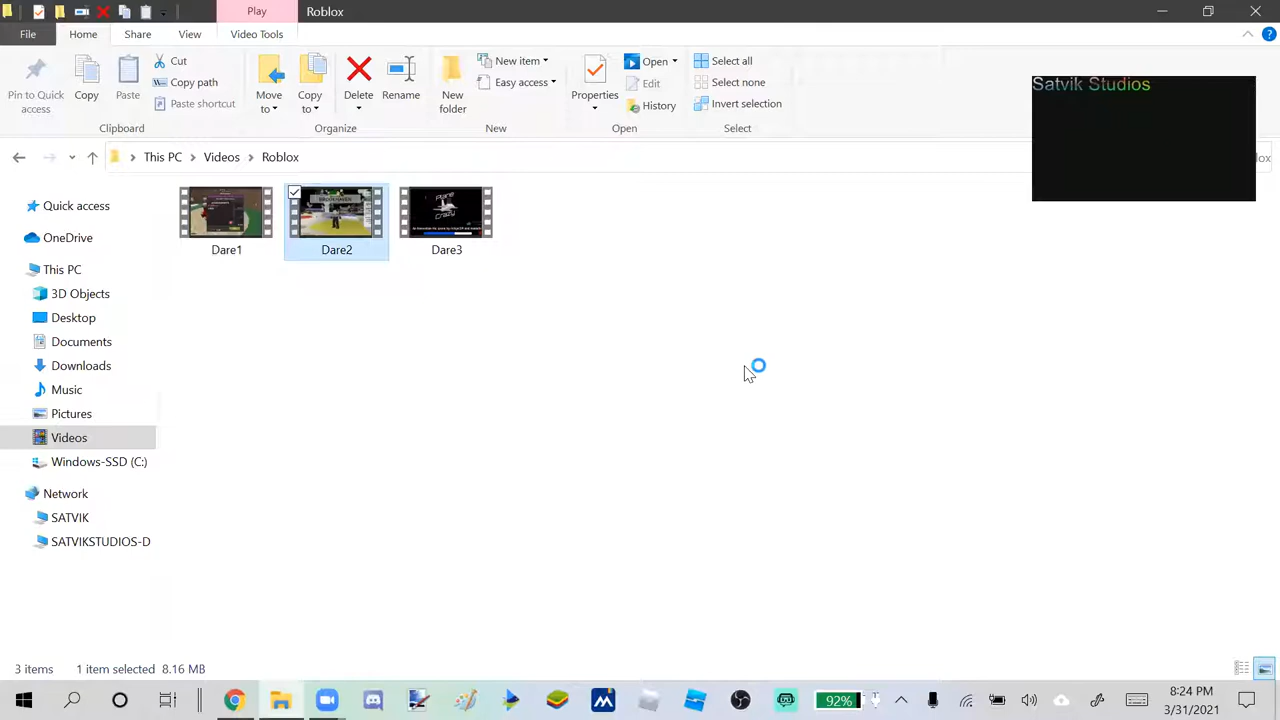 Play
Roblox
File
Home
Share
View
Video Tools
Pin to Quick access
Copy
Paste
Cut
Copy path
Paste shortcut
Clipboard
Move to
Copy to
Delete
Rename
Organize
New folder
New item
Easy access
New
Properties
Open
Edit
History
Open
Select all
Select none
Invert selection
Select
Satvik Studios
This PC
Videos
Roblox
Quick access
OneDrive
This PC
3D Objects
Desktop
Documents
Downloads
Music
Pictures
Videos
Windows-SSD (C:)
Network
SATVIK
SATVIKSTUDIOS-D
BROOKHAVEN
Plane
Crazy
Dare1
Dare2
Dare3
3 items
1 item selected 8.16 MB
92%
8:24 PM
3/31/2021